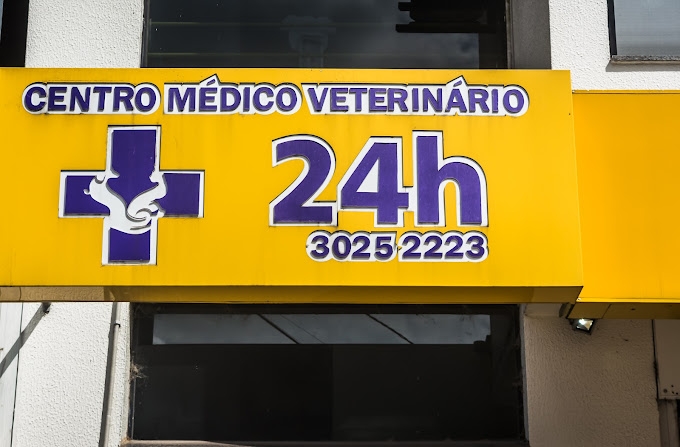 CENTRO MÉDICO VETERINÁRIO
24h
3025 2223